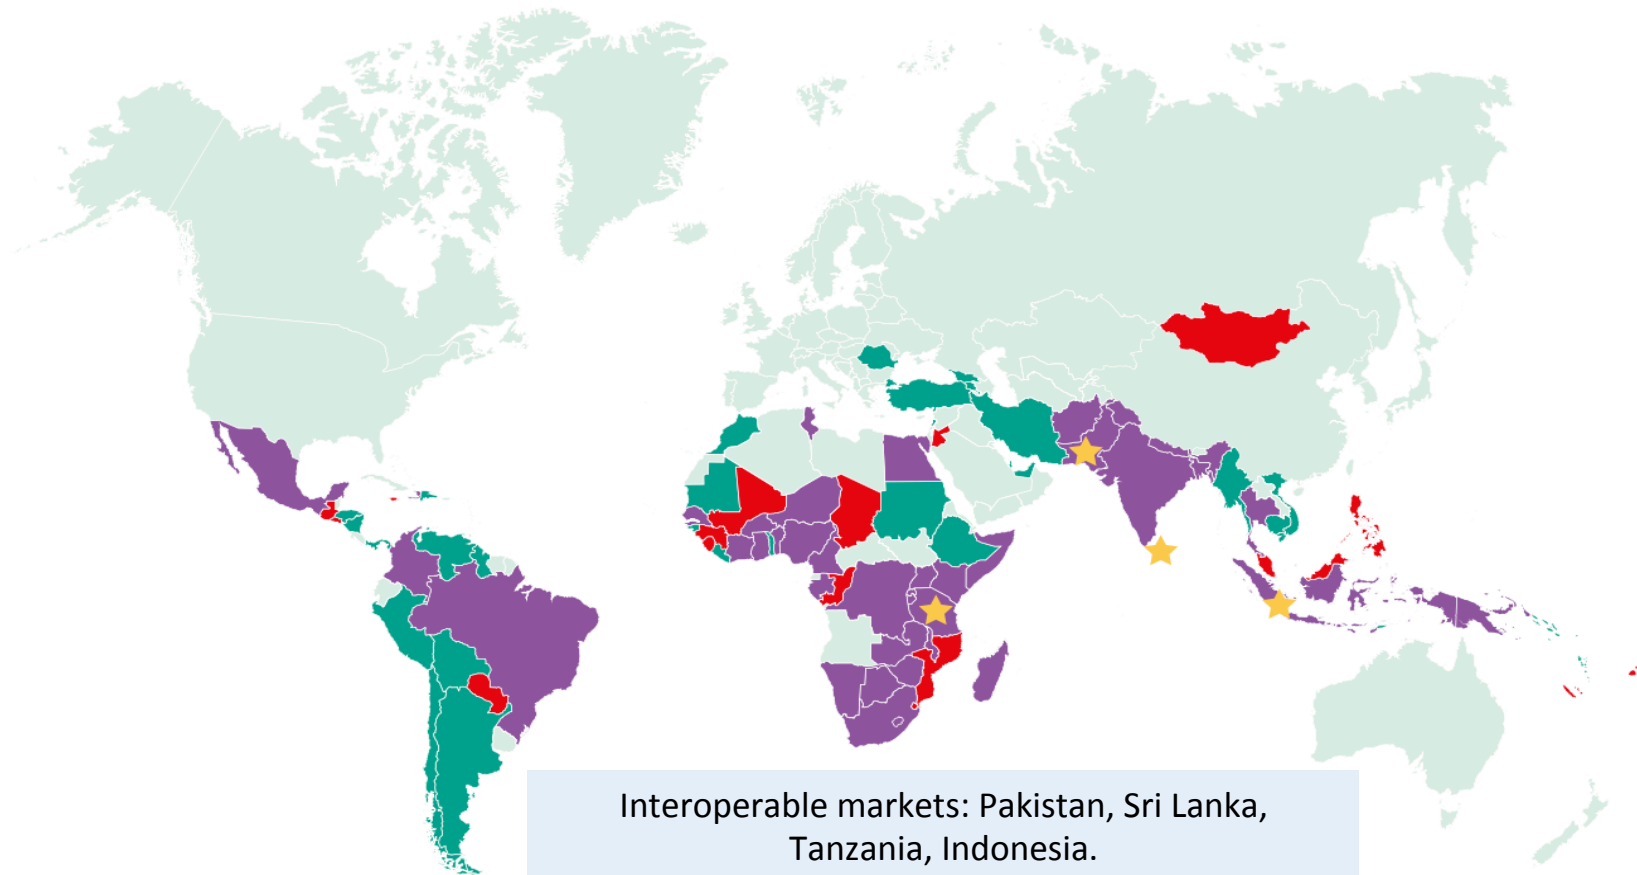 Interoperable markets: Pakistan, Sri Lanka,
Tanzania, Indonesia.